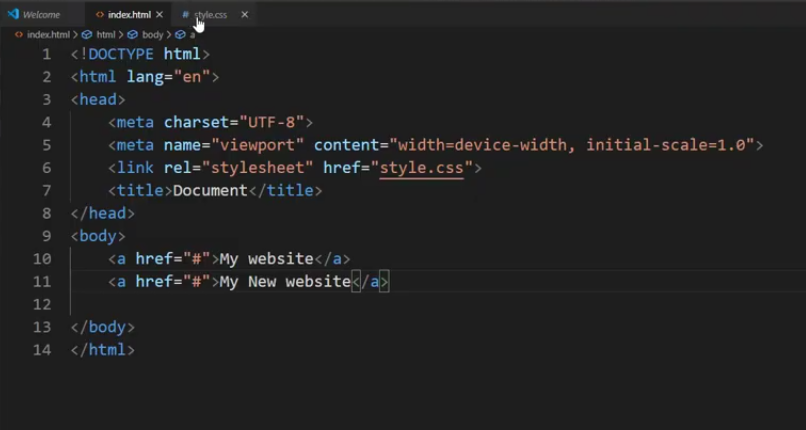 Welcome index.html style.css
index.html > html > body > a
1 <!DOCTYPE html>
2 <html lang="en">
3 <head>
4 <meta charset="UTF-8">
5 <meta name="viewport" content="width=device-width, initial-scale=1.0">
6 <link rel="stylesheet" href="style.css">
7 <title>Document</title>
8 </head>
9 <body>
10 <a href="#">My website</a>
11 <a href="#">My New website</a>
12
13 </body>
14 </html>